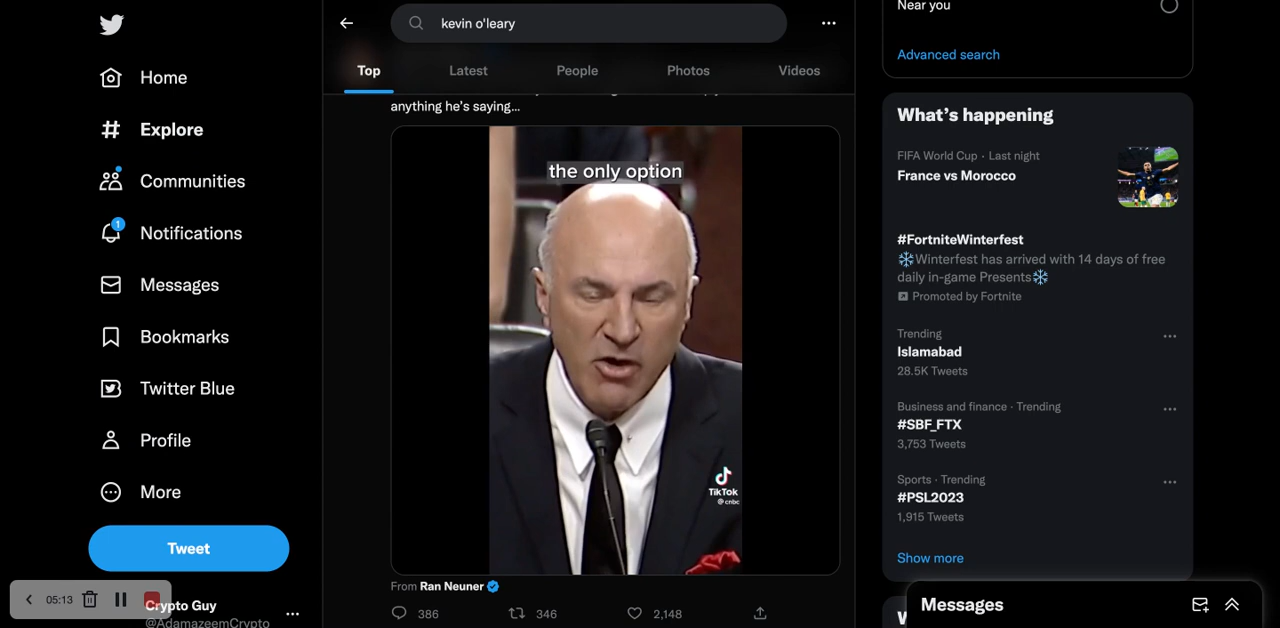 kevin o'leary
Home
Explore
Communities
1
Notifications
Messages
Bookmarks
Twitter Blue
Profile
More
Tweet
05:13
Crypto Guy
@AdamazeemCrypto
Top
Latest
People
Photos
Videos
anything he's saying...
the only option
TikTok
@cnbc
From Ran Neuner
386
346
2,148
Near you
Advanced search
What's happening
FIFA World Cup · Last night
France vs Morocco
#FortniteWinterfest
❄️Winterfest has arrived with 14 days of free
daily in-game Presents❄️
Promoted by Fortnite
Trending
Islamabad
28.5K Tweets
Business and finance · Trending
#SBF_FTX
3,753 Tweets
Sports · Trending
#PSL2023
1,915 Tweets
Show more
Messages